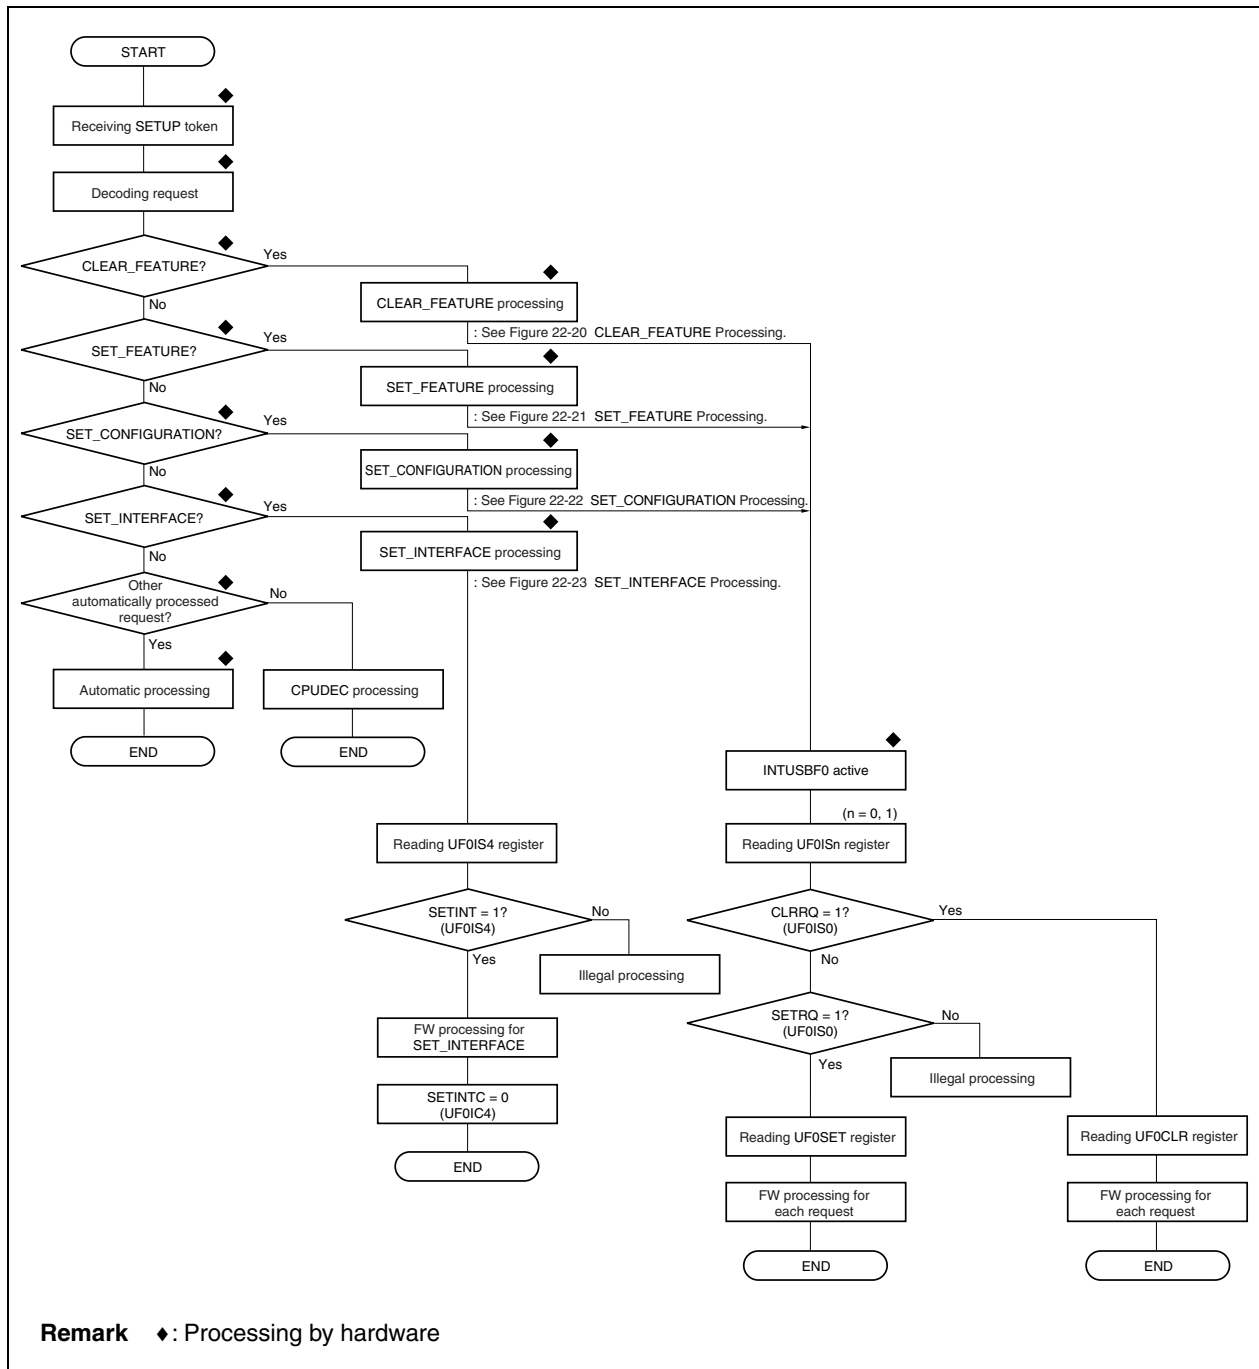 START
Receiving SETUP token
Decoding request
CLEAR_FEATURE?
Yes
No
CLEAR_FEATURE processing
: See Figure 22-20 CLEAR_FEATURE Processing.
SET_FEATURE?
Yes
No
SET_FEATURE processing
: See Figure 22-21 SET_FEATURE Processing.
SET_CONFIGURATION?
Yes
No
SET_CONFIGURATION processing
: See Figure 22-22 SET_CONFIGURATION Processing.
SET_INTERFACE?
Yes
No
SET_INTERFACE processing
: See Figure 22-23 SET_INTERFACE Processing.
Other
automatically processed
request?
No
Yes
Automatic processing
CPUDEC processing
END
END
INTUSBF0 active
(n = 0, 1)
Reading UF0IS4 register
Reading UF0ISn register
SETINT = 1?
(UF0IS4)
No
Yes
Illegal processing
CLRRQ = 1?
(UF0IS0)
Yes
No
FW processing for
SET_INTERFACE
SETRQ = 1?
(UF0IS0)
No
Yes
Illegal processing
SETINTC = 0
(UF0IC4)
END
Reading UF0SET register
Reading UF0CLR register
FW processing for
each request
FW processing for
each request
END
END
Remark ♦: Processing by hardware